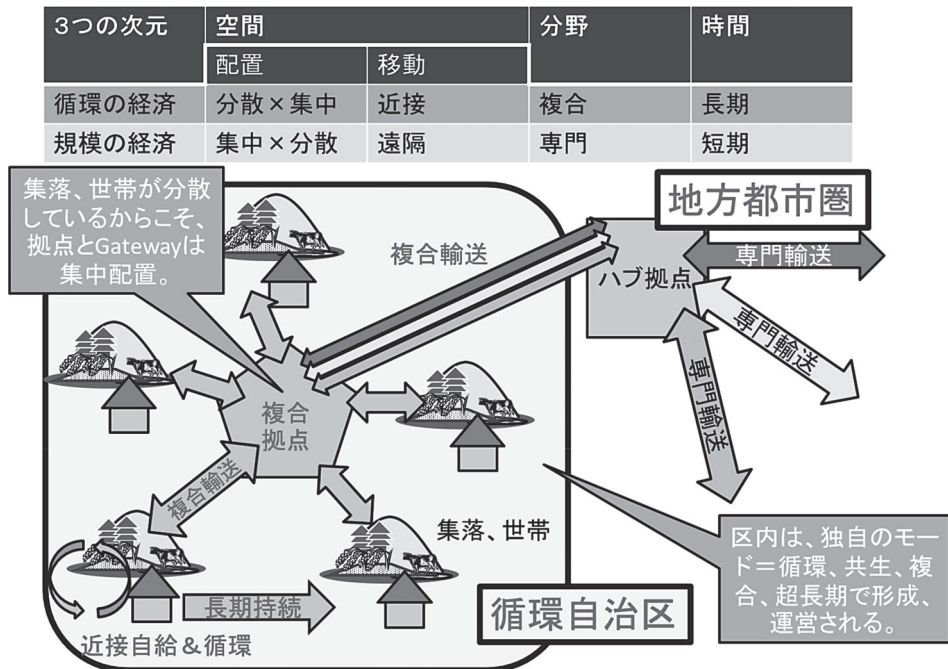 3つの次元 空間 分野 時間
配置 移動
循環の経済 分散×集中 近接 複合 長期
規模の経済 集中×分散 遠隔 専門 短期
集落、世帯が分散
しているからこそ、
拠点とGatewayは
集中配置。
複合輸送
地方都市圏
ハブ拠点
専門輸送
専門輸送
専門輸送
複合
拠点
複合輸送
集落、世帯
長期持続
近接自給＆循環
循環自治区
区内は、独自のモー
ド＝循環、共生、複
合、超長期で形成、
運営される。